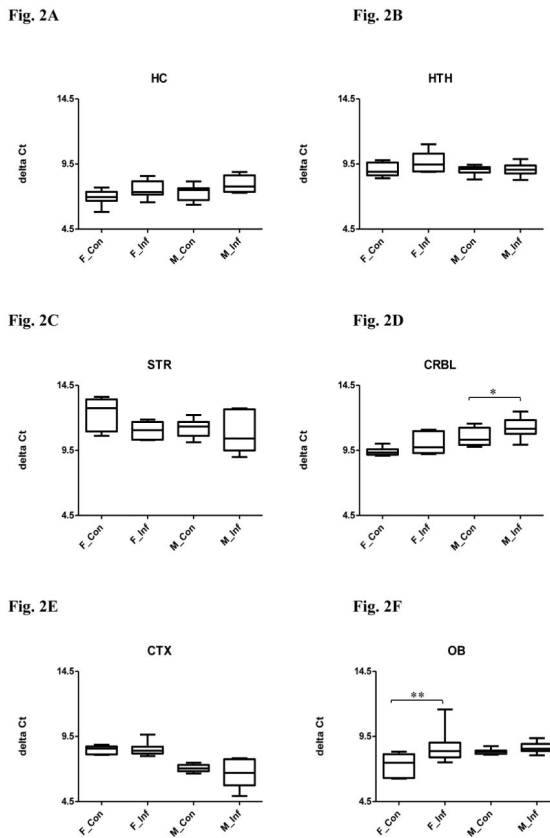 Fig. 2A
Fig. 2B
HC
HTH
14.5
9.5
4.5
delta Ct
F_Con
F_Inf
M_Con
M_Inf
14.5
9.5
4.5
delta Ct
F_Con
F_Inf
M_Con
M_Inf
Fig. 2C
Fig. 2D
STR
CRBL
14.5
9.5
4.5
delta Ct
F_Con
F_Inf
M_Con
M_Inf
14.5
9.5
4.5
delta Ct
*
F_Con
F_Inf
M_Con
M_Inf
Fig. 2E
Fig. 2F
CTX
OB
14.5
9.5
4.5
delta Ct
F_Con
F_Inf
M_Con
M_Inf
14.5
9.5
4.5
delta Ct
**
F_Con
F_Inf
M_Con
M_Inf